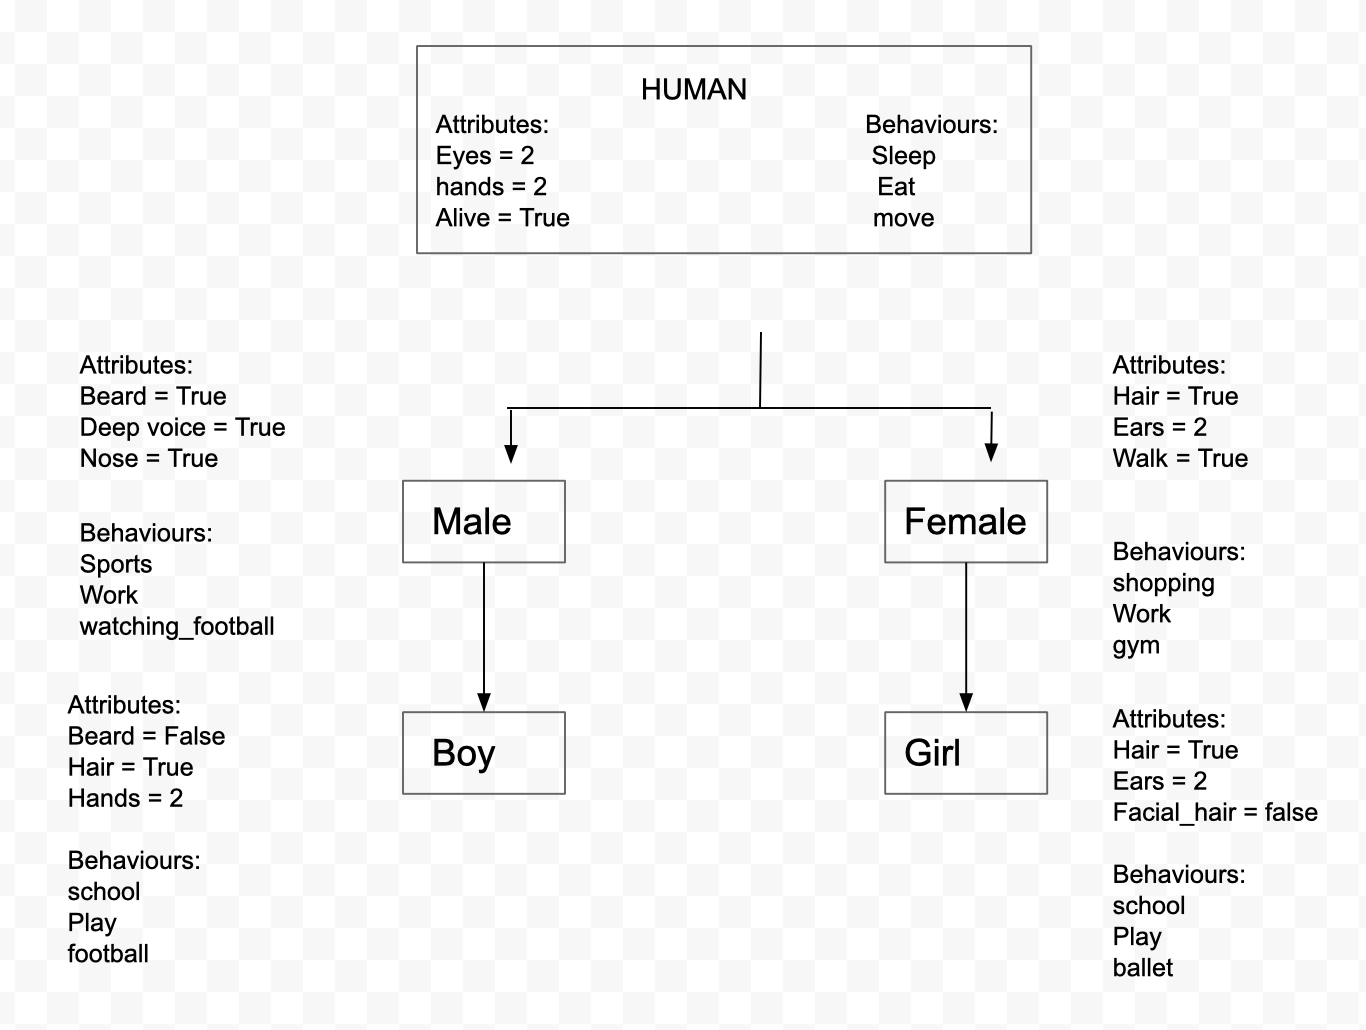 HUMAN
Attributes:
Eyes = 2
hands = 2
Alive = True
Behaviours:
Sleep
Eat
move
Attributes:
Beard = True
Deep voice = True
Nose = True
Behaviours:
Sports
Work
watching_football
Male
Female
Attributes:
Hair = True
Ears = 2
Walk = True
Behaviours:
shopping
Work
gym
Attributes:
Beard = False
Hair = True
Hands = 2
Behaviours:
school
Play
football
Boy
Girl
Attributes:
Hair = True
Ears = 2
Facial_hair = false
Behaviours:
school
Play
ballet